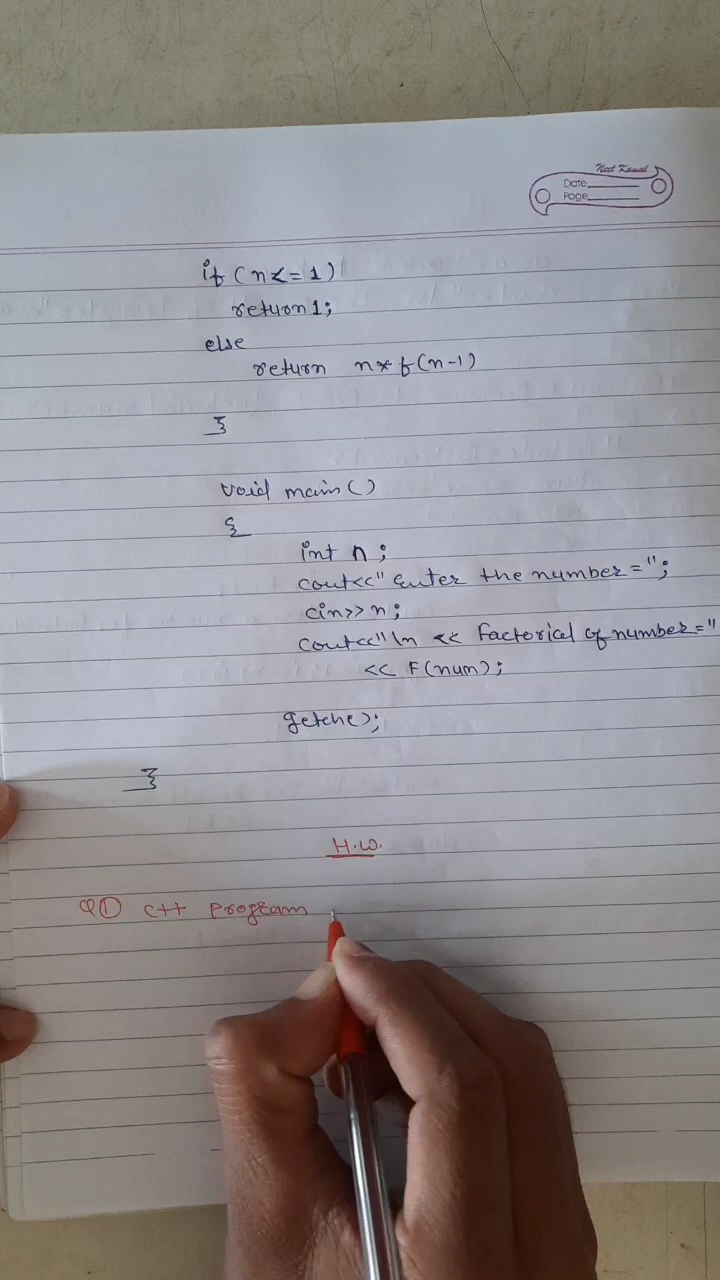 Neel Kamal
Date
Page
if (n<=1)
return 1;
else
return n*f(n-1)
}
void main()
{
int n;
cout<<"Enter the number=";
cin>>n;
cout<<"\n << Factorial of number="
<< F(num);
getche);
}
H.W.
Q① C++ Program